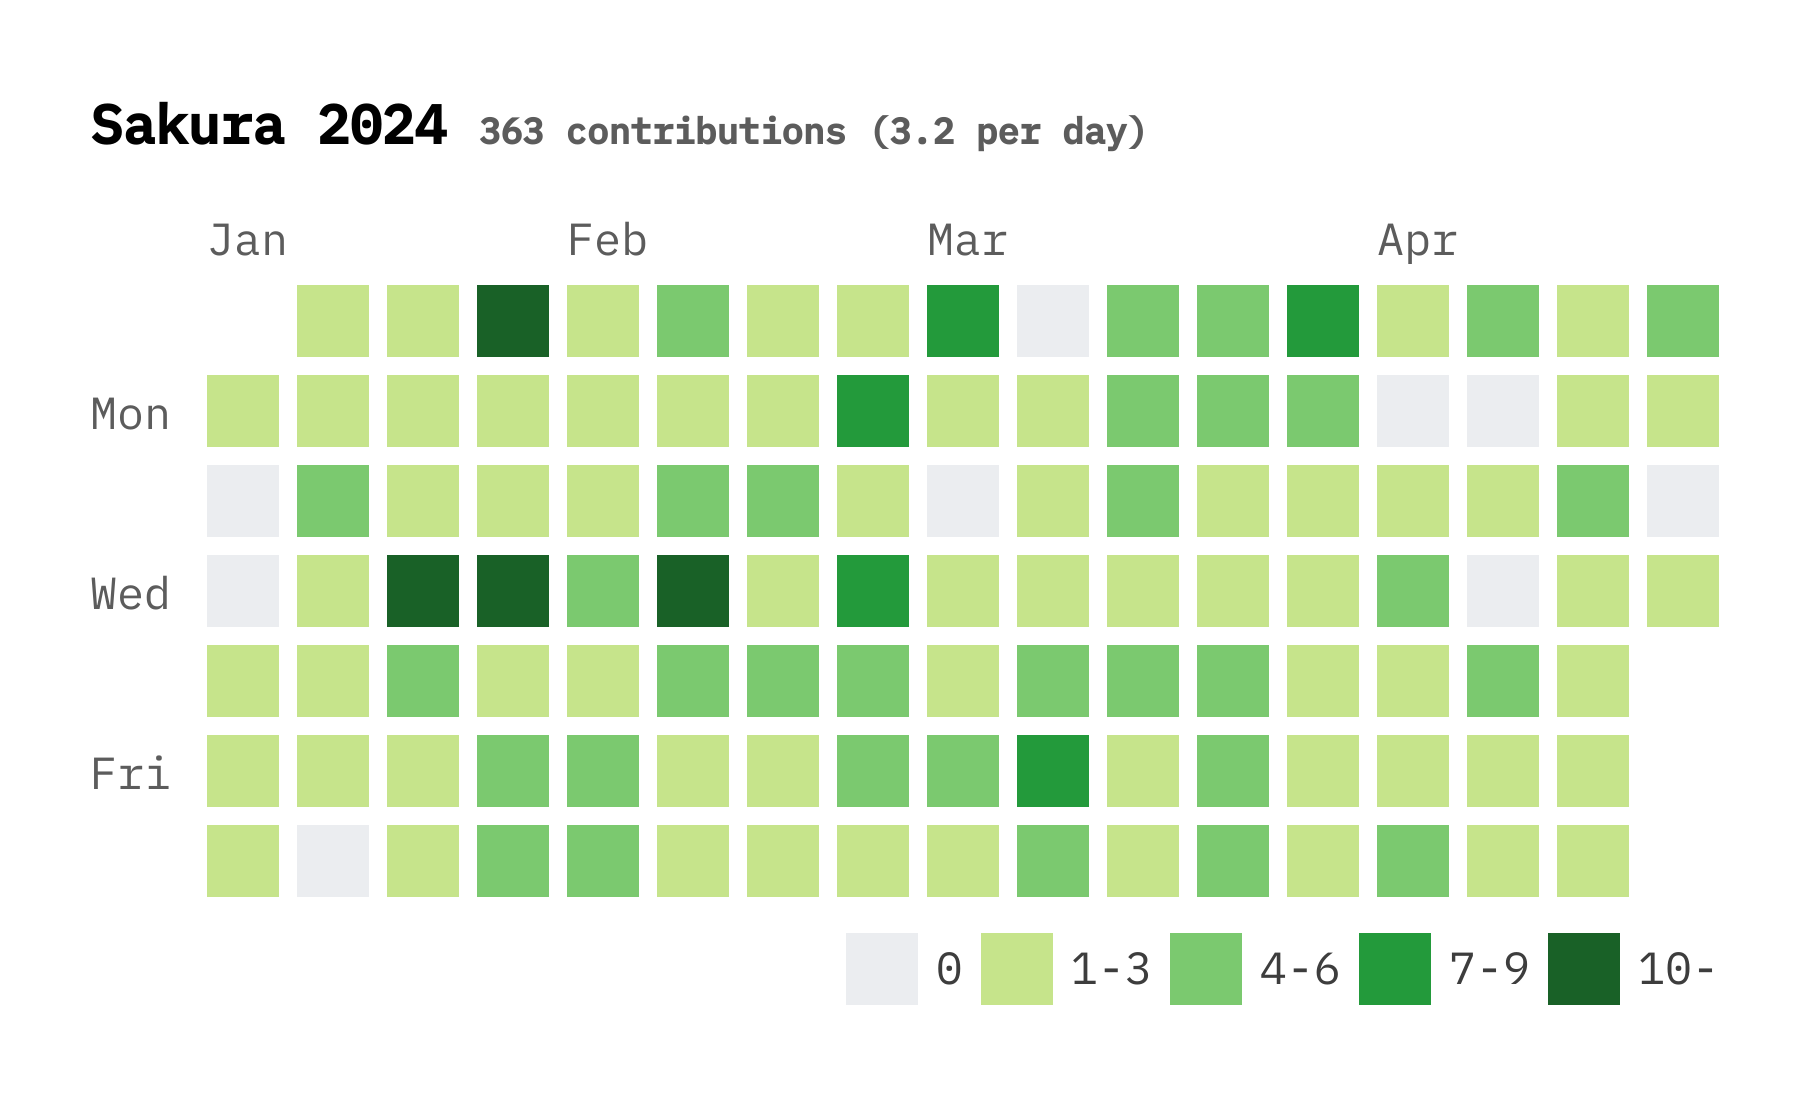 Sakura 2024 363 contributions (3.2 per day)
Jan Feb Mar Apr
Mon
Wed
Fri
0 1-3 4-6 7-9 10-